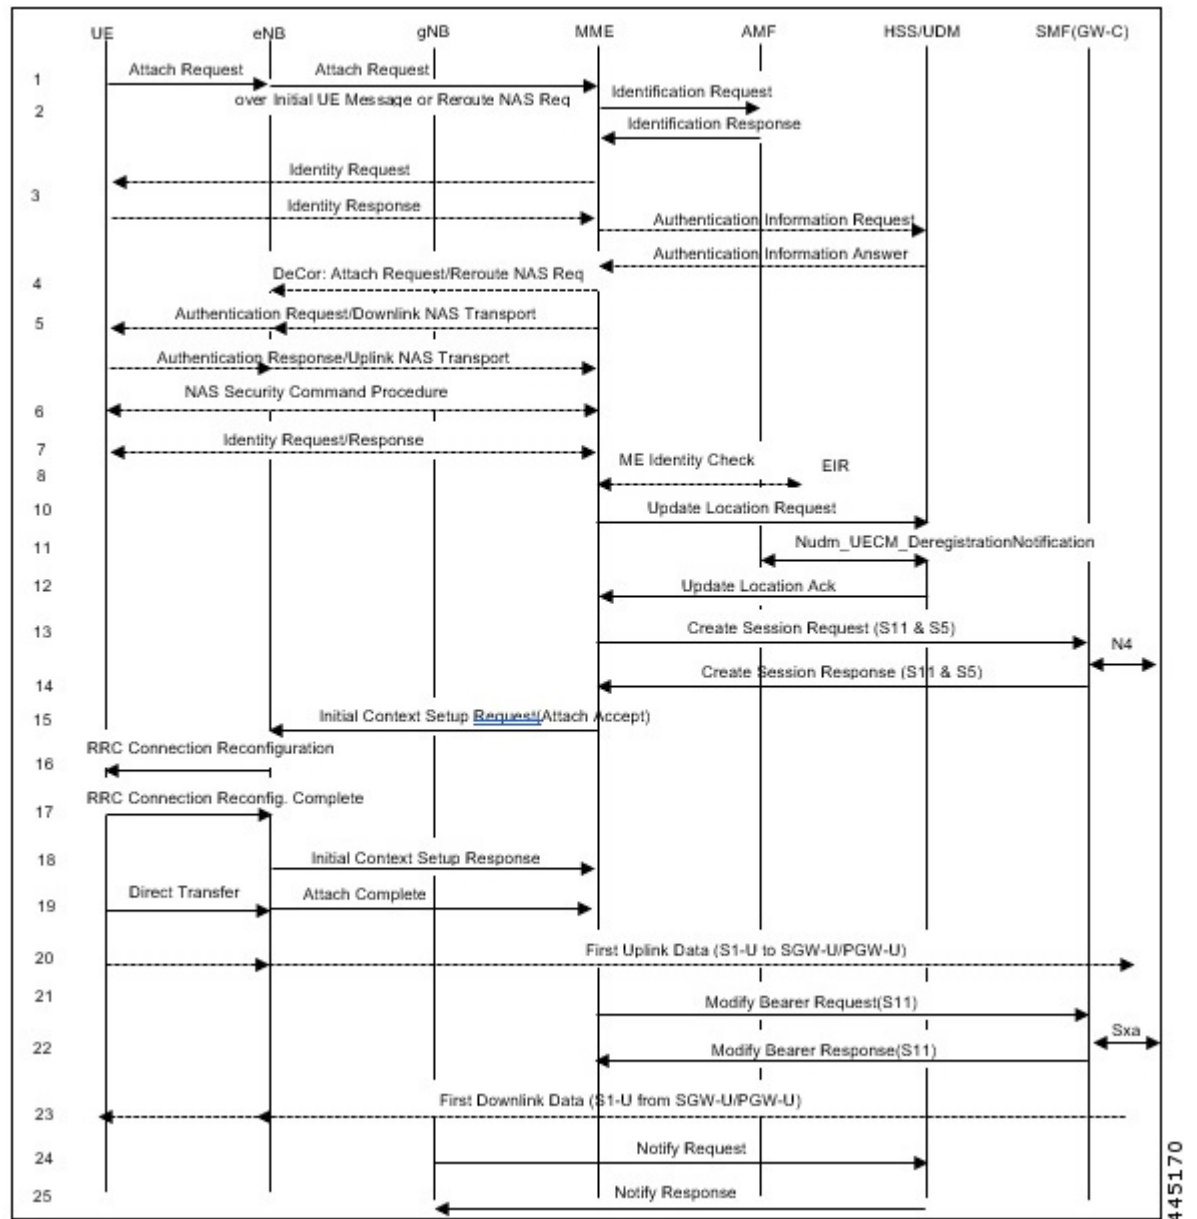 UE eNB gNB MME AMF HSS/UDM SMF(GW-C)
1 Attach Request Attach Request
over Initial UE Message or Reroute NAS Req
Identification Request
2
Identification Response
Identity Request
3
Identity Response
Authentication Information Request
Authentication Information Answer
DeCor: Attach Request/Reroute NAS Req
4
5 Authentication Request/Downlink NAS Transport
Authentication Response/Uplink NAS Transport
NAS Security Command Procedure
6
7 Identity Request/Response
8 ME Identity Check EIR
10 Update Location Request
11 Nudm_UECM_DeregistrationNotification
12 Update Location Ack
13 Create Session Request (S11 & S5)
N4
14 Create Session Response (S11 & S5)
15 Initial Context Setup Request(Attach Accept)
RRC Connection Reconfiguration
16
RRC Connection Reconfig. Complete
17
18 Initial Context Setup Response
19 Direct Transfer Attach Complete
20 First Uplink Data (S1-U to SGW-U/PGW-U)
21 Modify Bearer Request(S11)
Sxa
22 Modify Bearer Response(S11)
23 First Downlink Data (S1-U from SGW-U/PGW-U)
24 Notify Request
25 Notify Response
445170